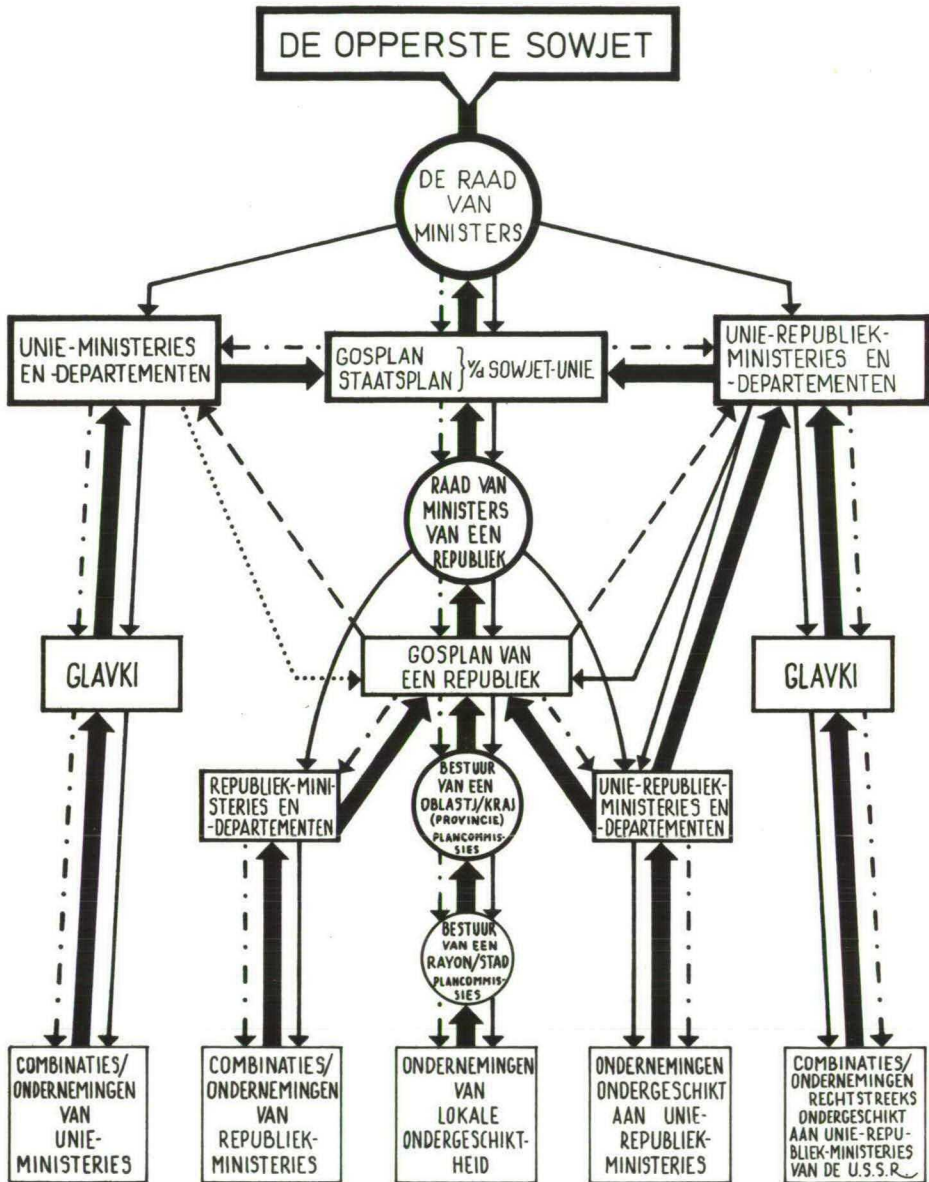 DE OPPERSTE SOWJET
DE RAAD
VAN
MINISTERS
UNIE-MINISTERIES
EN -DEPARTEMENTEN
GOSPLAN
STAATSPLAN } v/d SOWJET-UNIE
UNIE-REPUBLIEK-
MINISTERIES EN
-DEPARTEMENTEN
RAAD VAN
MINISTERS
VAN EEN
REPUBLIEK
GLAVKI
GOSPLAN VAN
EEN REPUBLIEK
GLAVKI
REPUBLIEK-MINI-
STERIES EN
-DEPARTEMENTEN
BESTUUR
VAN EEN
OBLASTJ/KRAJ
(PROVINCIE)
PLANCOMMIS-
SIES
UNIE-REPUBLIEK-
MINISTERIES EN
-DEPARTEMENTEN
BESTUUR
VAN EEN
RAYON/STAD
PLANCOMMIS-
SIES
COMBINATIES/
ONDERNEMINGEN
VAN
UNIE-
MINISTERIES
COMBINATIES/
ONDERNEMINGEN
VAN
REPUBLIEK-
MINISTERIES
ONDERNEMINGEN
VAN
LOKALE
ONDERGESCHIKT-
HEID
ONDERNEMINGEN
ONDERGESCHIKT
AAN UNIE-
REPUBLIEK-
MINISTERIES
COMBINATIES/
ONDERNEMINGEN
RECHTSTREEKS
ONDERGESCHIKT
AAN UNIE-REPU-
BLIEK-MINISTERIES
VAN DE U.S.S.R.